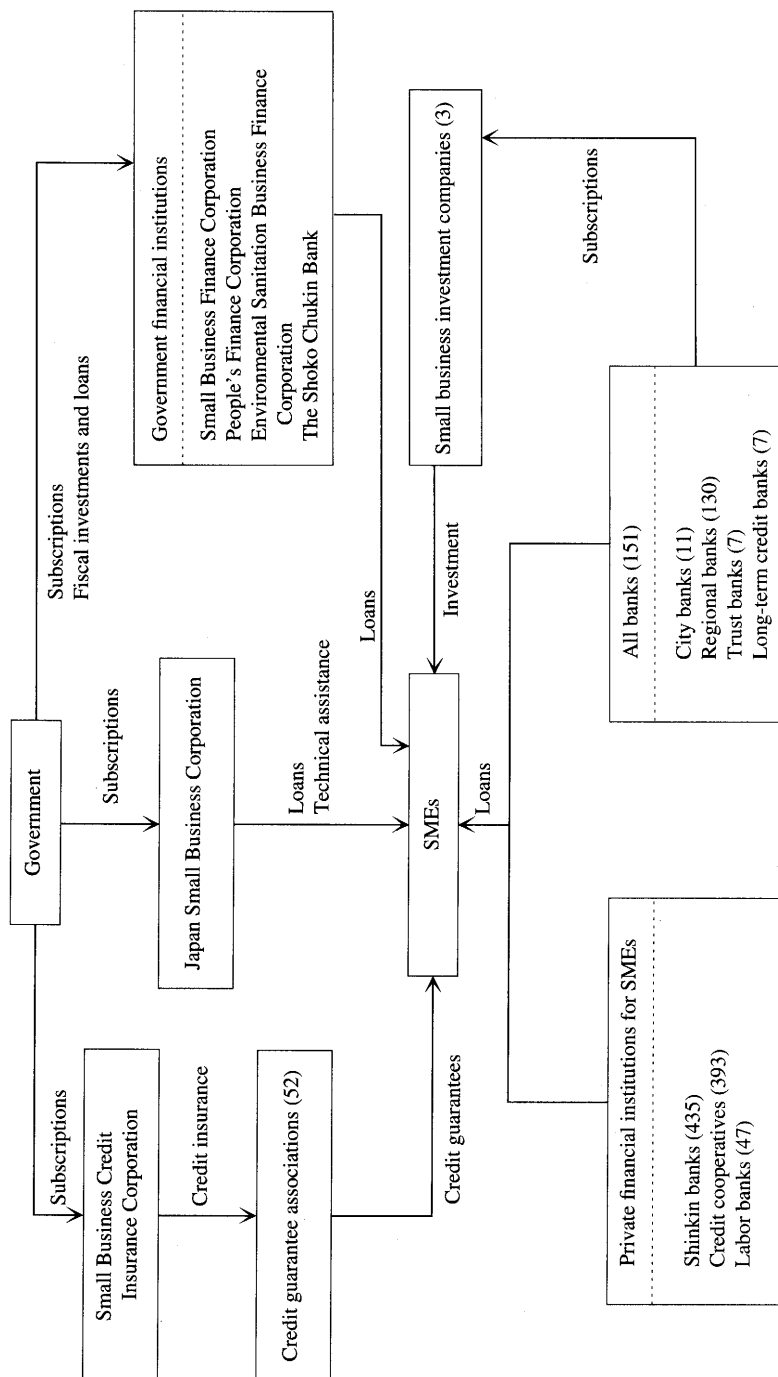 Government
Subscriptions
Subscriptions
Subscriptions
Fiscal investments and loans
Small Business Credit
Insurance Corporation
Japan Small Business Corporation
Government financial institutions
Small Business Finance Corporation
People's Finance Corporation
Environmental Sanitation Business Finance
Corporation
The Shoko Chukin Bank
Credit insurance
Loans
Technical assistance
Loans
Credit guarantee associations (52)
SMEs
Small business investment companies (3)
Credit guarantees
Loans
Investment
Subscriptions
Private financial institutions for SMEs
Shinkin banks (435)
Credit cooperatives (393)
Labor banks (47)
All banks (151)
City banks (11)
Regional banks (130)
Trust banks (7)
Long-term credit banks (7)